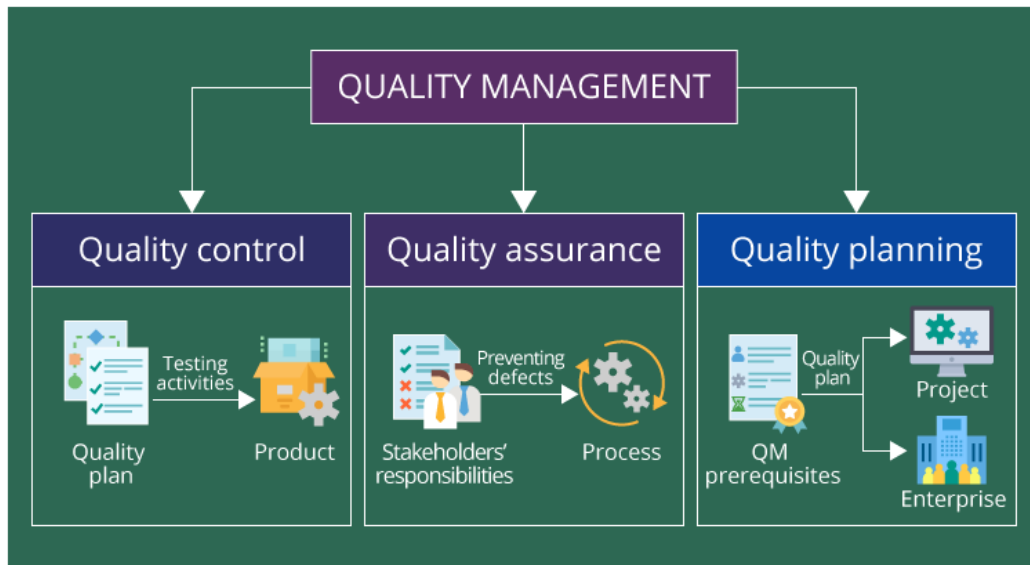 QUALITY MANAGEMENT
Quality control
Testing
activities
Quality
plan
Product
Quality assurance
Preventing
defects
Stakeholders’
responsibilities
Process
Quality planning
Quality
plan
QM
prerequisites
Project
Enterprise